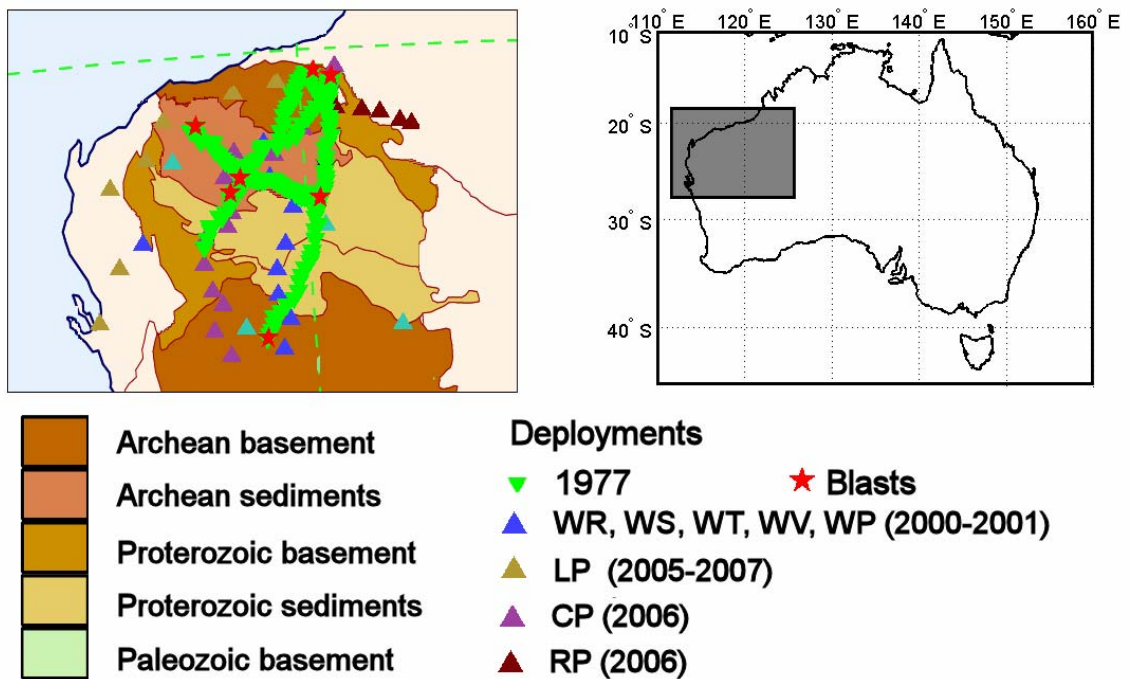 110° E 120° E 130° E 140° E 150° E 160° E
10° S
20° S
30° S
40° S
Archean basement
Archean sediments
Proterozoic basement
Proterozoic sediments
Paleozoic basement
Deployments
1977
Blasts
WR, WS, WT, WV, WP (2000-2001)
LP (2005-2007)
CP (2006)
RP (2006)